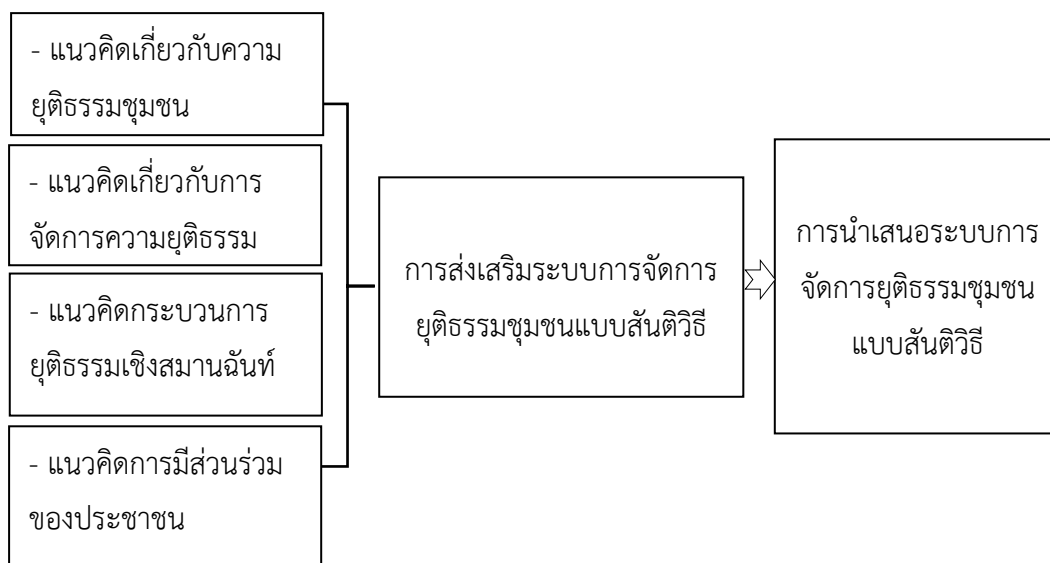 - แนวคิดเกี่ยวกับความ
ยุติธรรมชุมชน
- แนวคิดเกี่ยวกับการ
จัดการความยุติธรรม
- แนวคิดกระบวนการ
ยุติธรรมเชิงสมานฉันท์
- แนวคิดการมีส่วนร่วม
ของประชาชน
การส่งเสริมระบบการจัดการ
ยุติธรรมชุมชนแบบสันติวิธี
การนำเสนอระบบการ
จัดการยุติธรรมชุมชน
แบบสันติวิธี